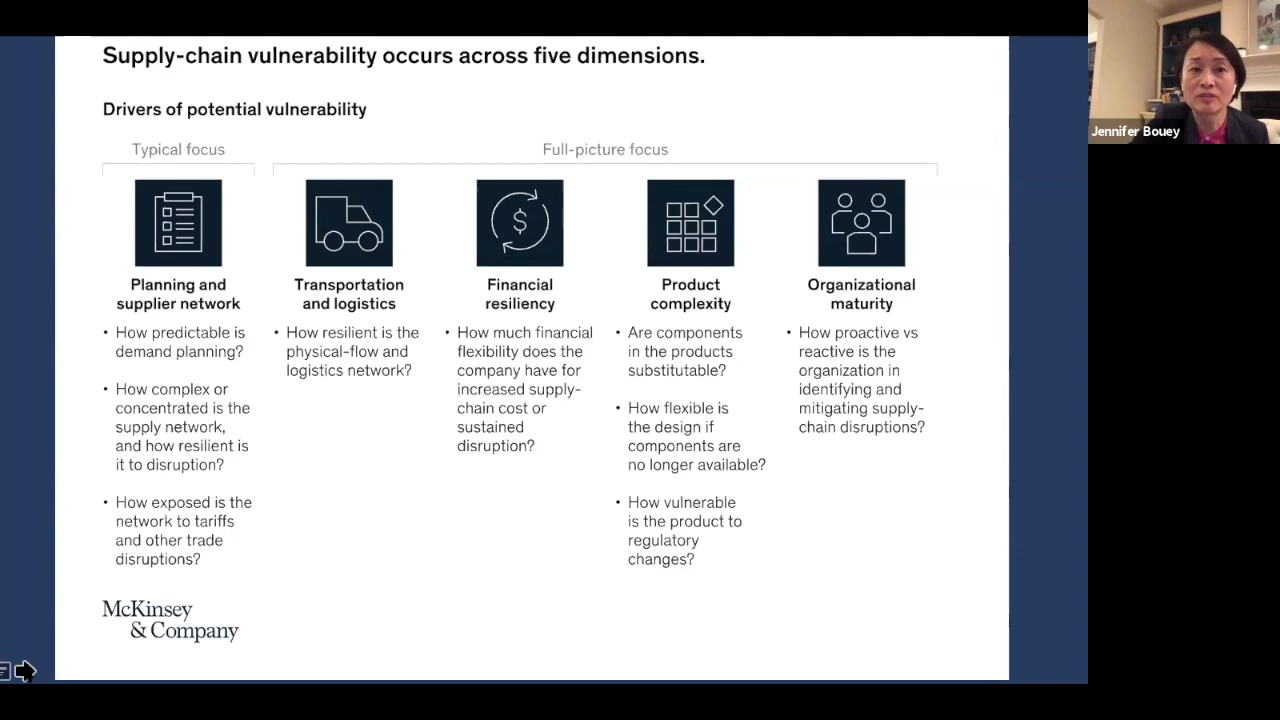 Supply-chain vulnerability occurs across five dimensions.
Drivers of potential vulnerability
Typical focus
Full-picture focus
Planning and
supplier network
• How predictable is
demand planning?
• How complex or
concentrated is the
supply network,
and how resilient is
it to disruption?
• How exposed is the
network to tariffs
and other trade
disruptions?
Transportation
and logistics
• How resilient is the
physical-flow and
logistics network?
Financial
resiliency
• How much financial
flexibility does the
company have for
increased supply-
chain cost or
sustained
disruption?
Product
complexity
• Are components
in the products
substitutable?
• How flexible is
the design if
components are
no longer available?
• How vulnerable
is the product to
regulatory
changes?
Organizational
maturity
• How proactive vs
reactive is the
organization in
identifying and
mitigating supply-
chain disruptions?
McKinsey
& Company
Jennifer Bouey